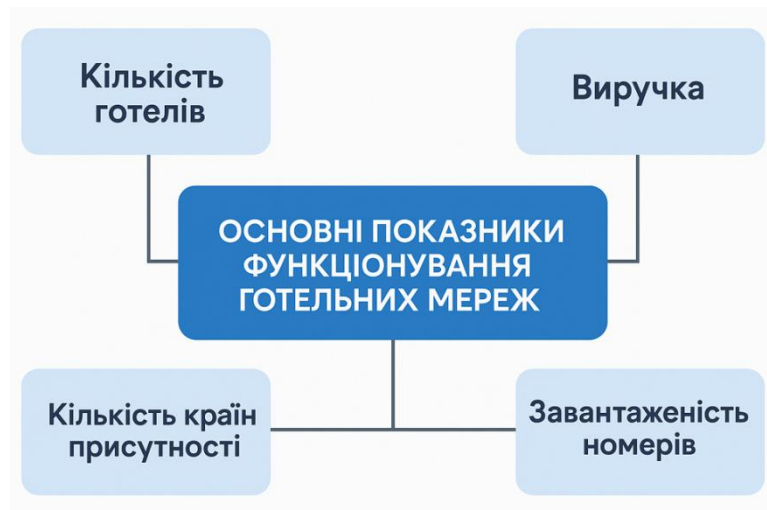 Кількість
готелів
Виручка
ОСНОВНІ ПОКАЗНИКИ
ФУНКЦІОНУВАННЯ
ГОТЕЛЬНИХ МЕРЕЖ
Кількість країн
присутності
Завантаженість
номерів